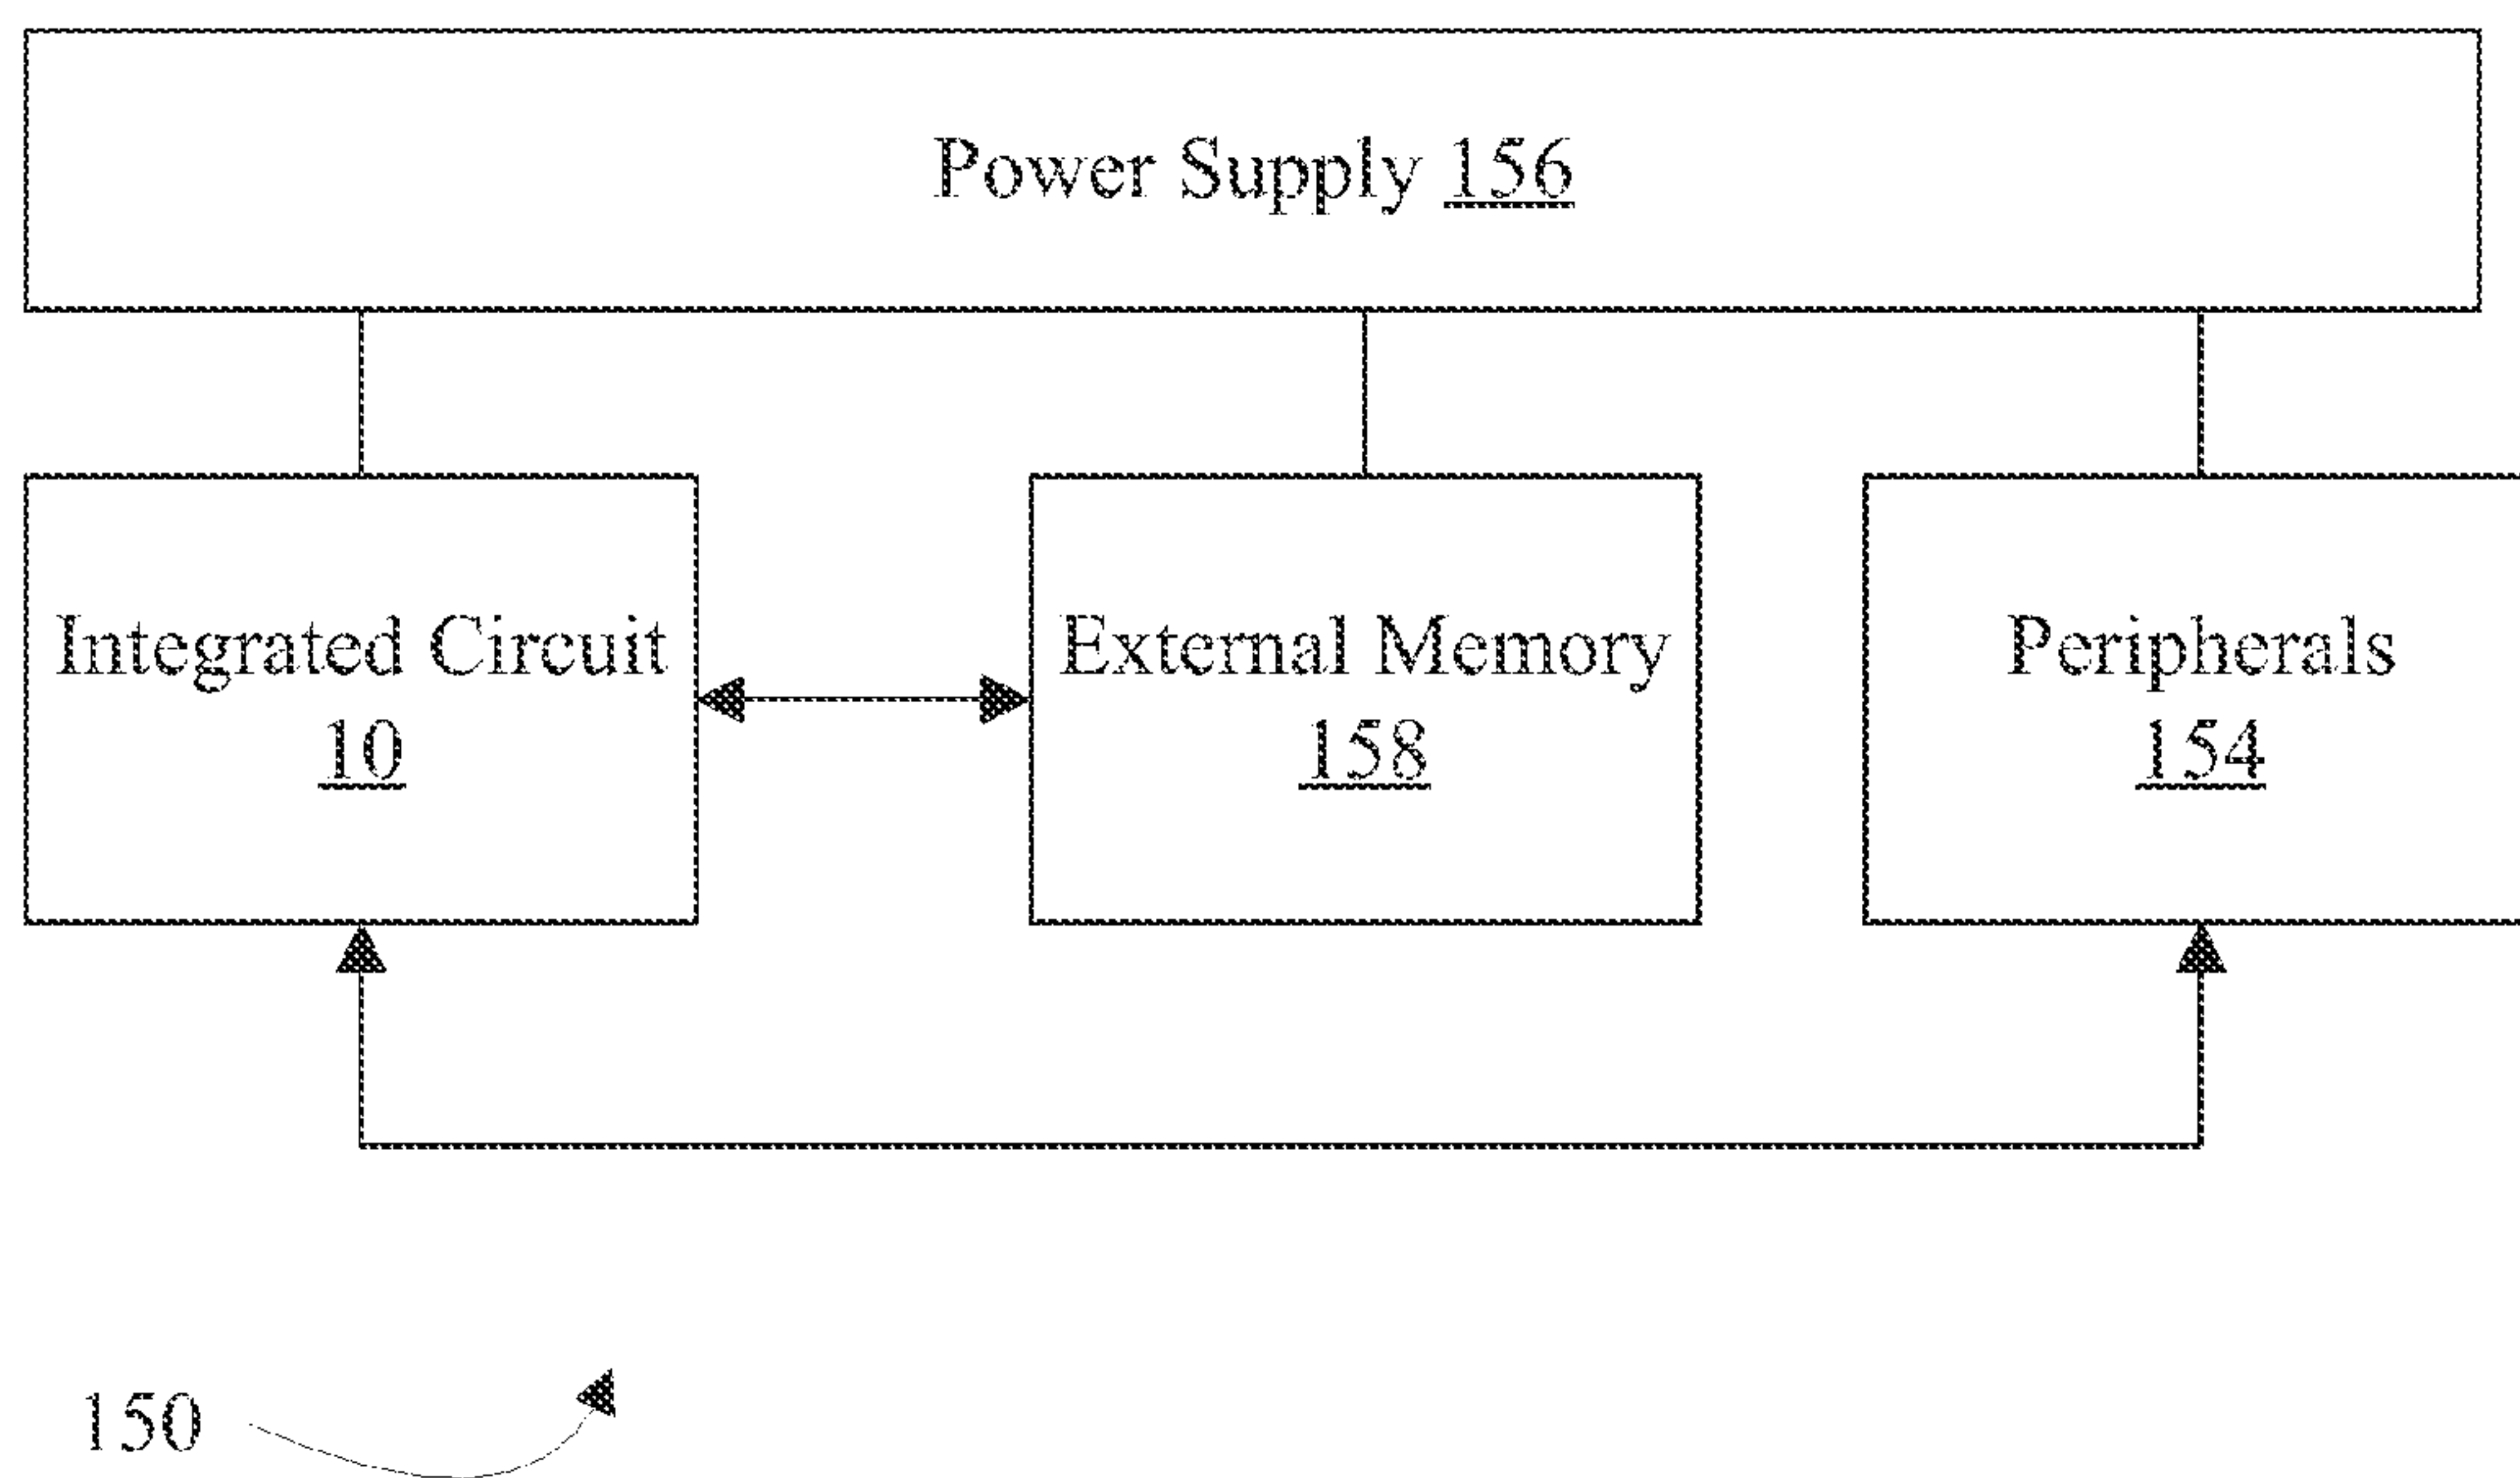 Power Supply 156
Integrated Circuit
10
External Memory
158
Peripherals
154
150